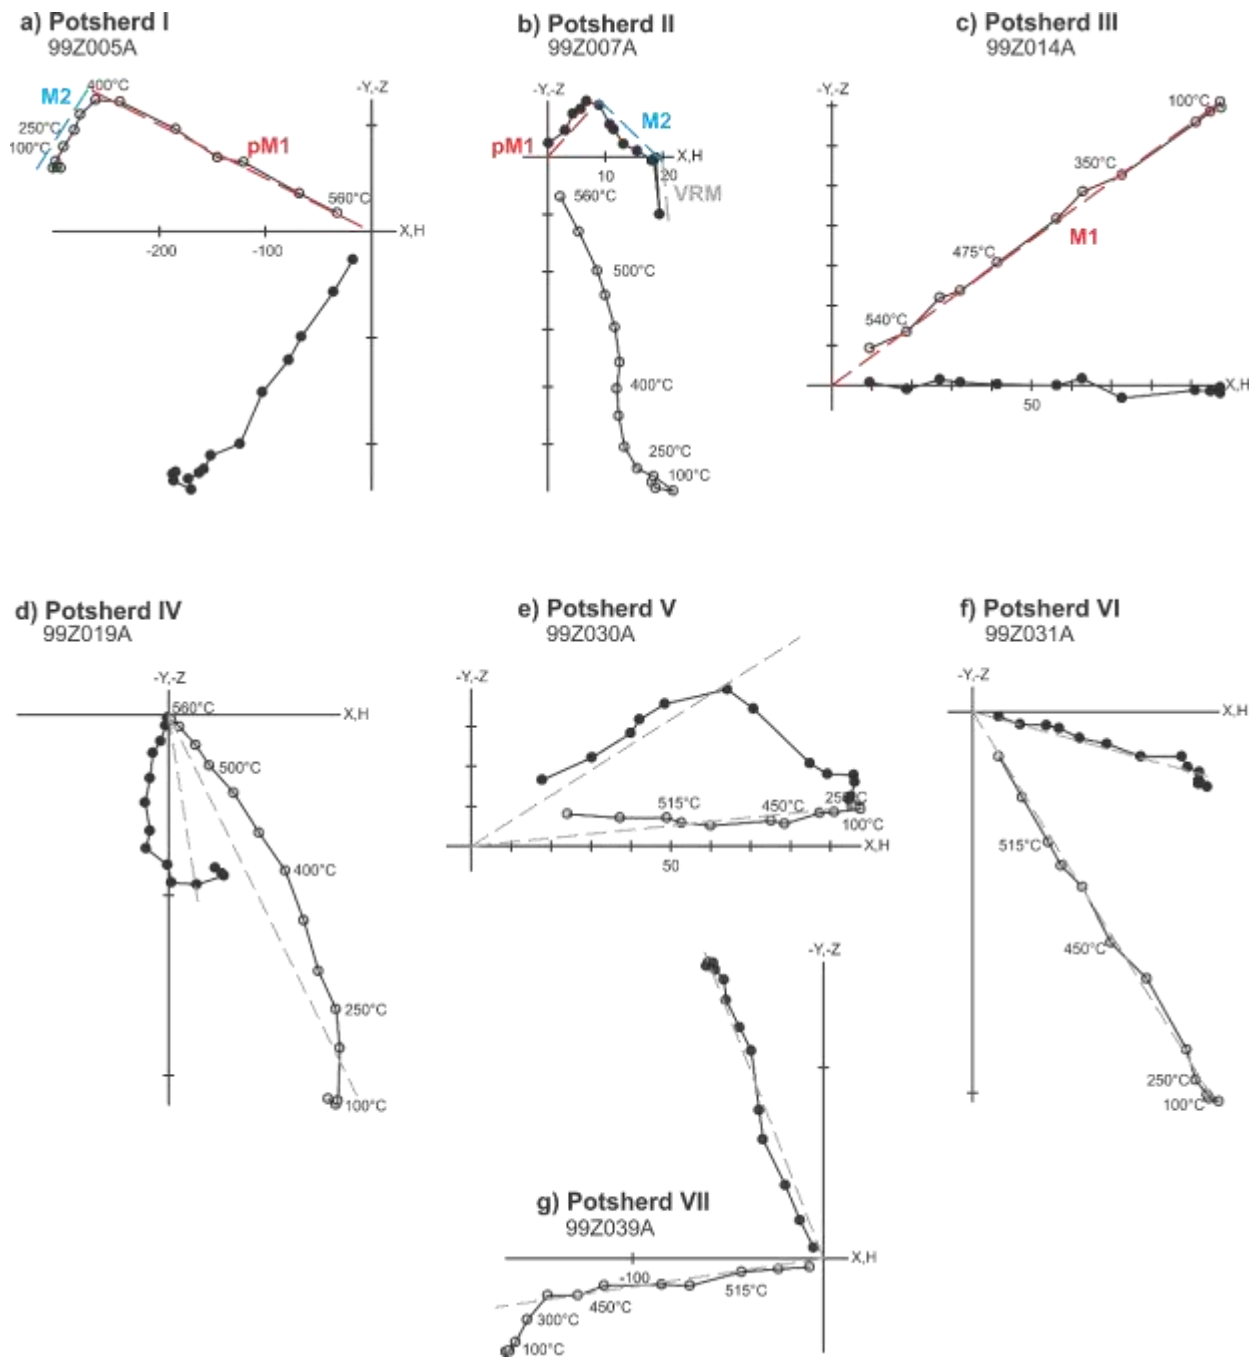 a) Potsherd I
99Z005A
M2
400°C
250°C
100°C
pM1
560°C
-Y,-Z
X,H
-200
-100
b) Potsherd II
99Z007A
-Y,-Z
M2
pM1
X,H
10
20
VRM
560°C
500°C
400°C
250°C
100°C
c) Potsherd III
99Z014A
-Y,-Z
100°C
350°C
M1
475°C
540°C
X,H
50
d) Potsherd IV
99Z019A
-Y,-Z
560°C
X,H
500°C
400°C
250°C
100°C
e) Potsherd V
99Z030A
-Y,-Z
515°C
450°C
250°C
100°C
X,H
50
f) Potsherd VI
99Z031A
-Y,-Z
X,H
515°C
450°C
250°C
100°C
g) Potsherd VII
99Z039A
-Y,-Z
X,H
-100
515°C
450°C
300°C
100°C